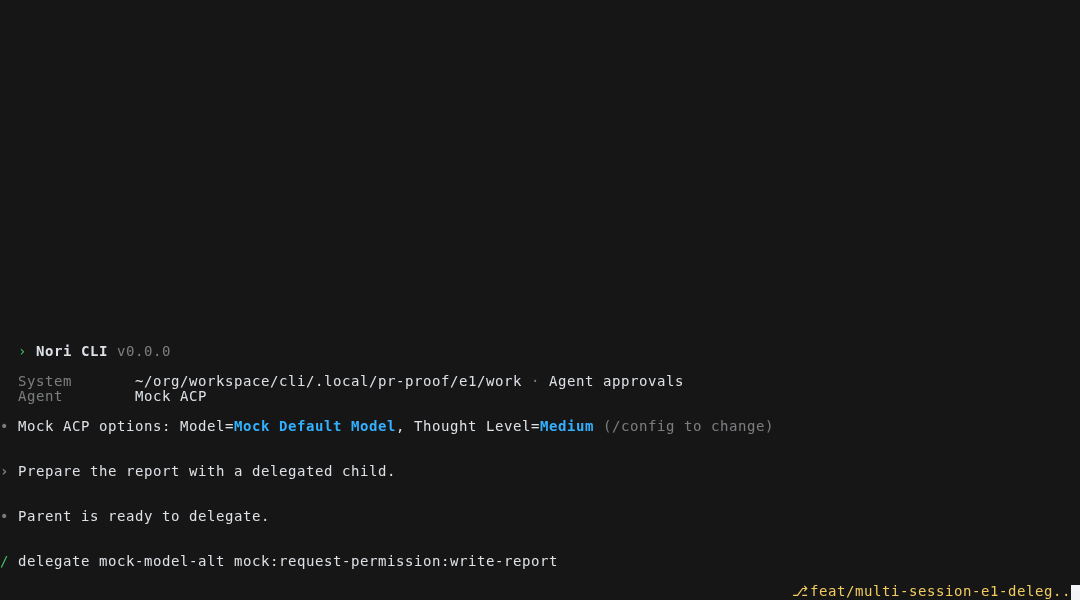 › Nori CLI v0.0.0
System ~/org/workspace/cli/.local/pr-proof/e1/work · Agent approvals
Agent Mock ACP
• Mock ACP options: Model=Mock Default Model, Thought Level=Medium (/config to change)
› Prepare the report with a delegated child.
• Parent is ready to delegate.
/ delegate mock-model-alt mock:request-permission:write-report
⎇feat/multi-session-e1-deleg..